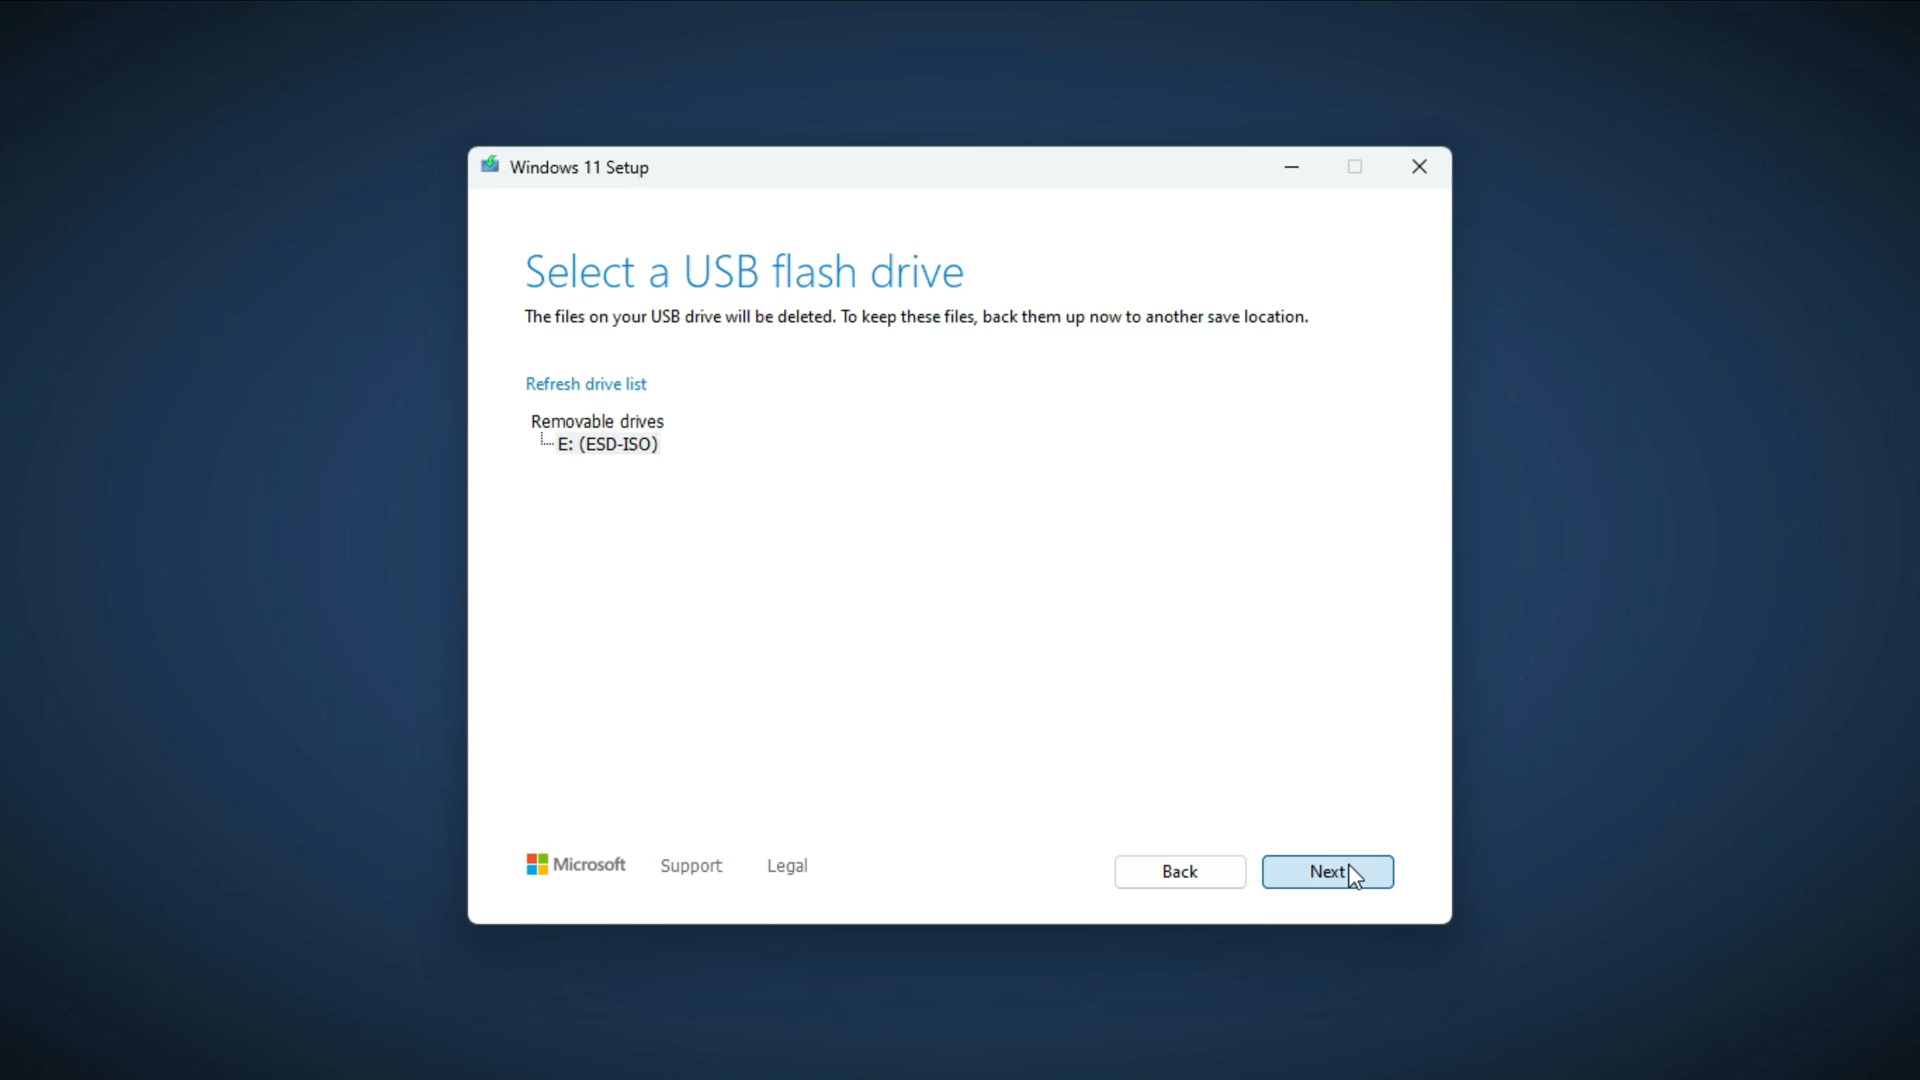 Windows 11 Setup
Select a USB flash drive
The files on your USB drive will be deleted. To keep these files, back them up now to another save location.
Refresh drive list
Removable drives
E: (ESD-ISO)
Microsoft Support Legal Back Next